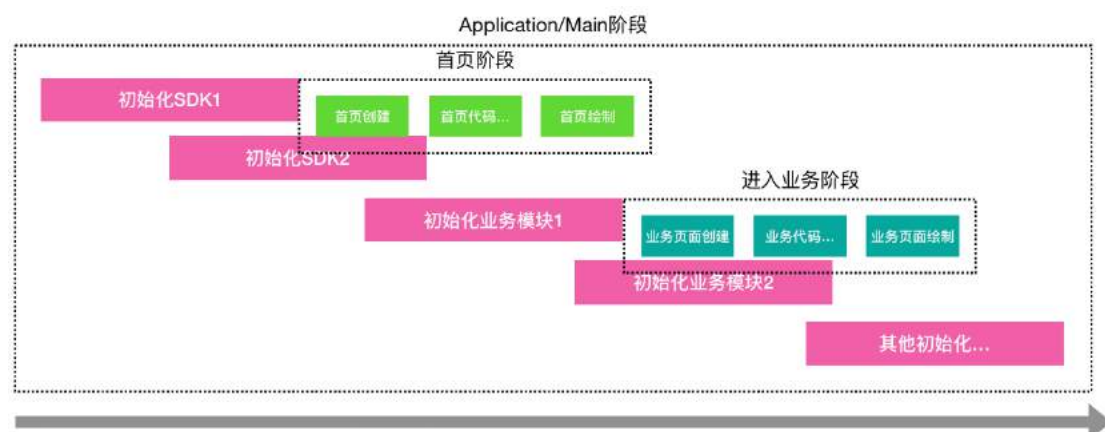 Application/Main阶段
首页阶段
初始化SDK1
首页创建
首页代码...
首页绘制
初始化SDK2
进入业务阶段
初始化业务模块1
业务页面创建
业务代码...
业务页面绘制
初始化业务模块2
其他初始化...